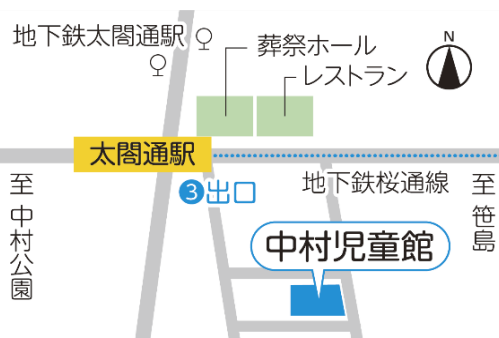 地下鉄太閤通駅
葬祭ホール
レストラン
N
太閤通駅
❸出口
地下鉄桜通線
至 中村公園
至 笹島
中村児童館